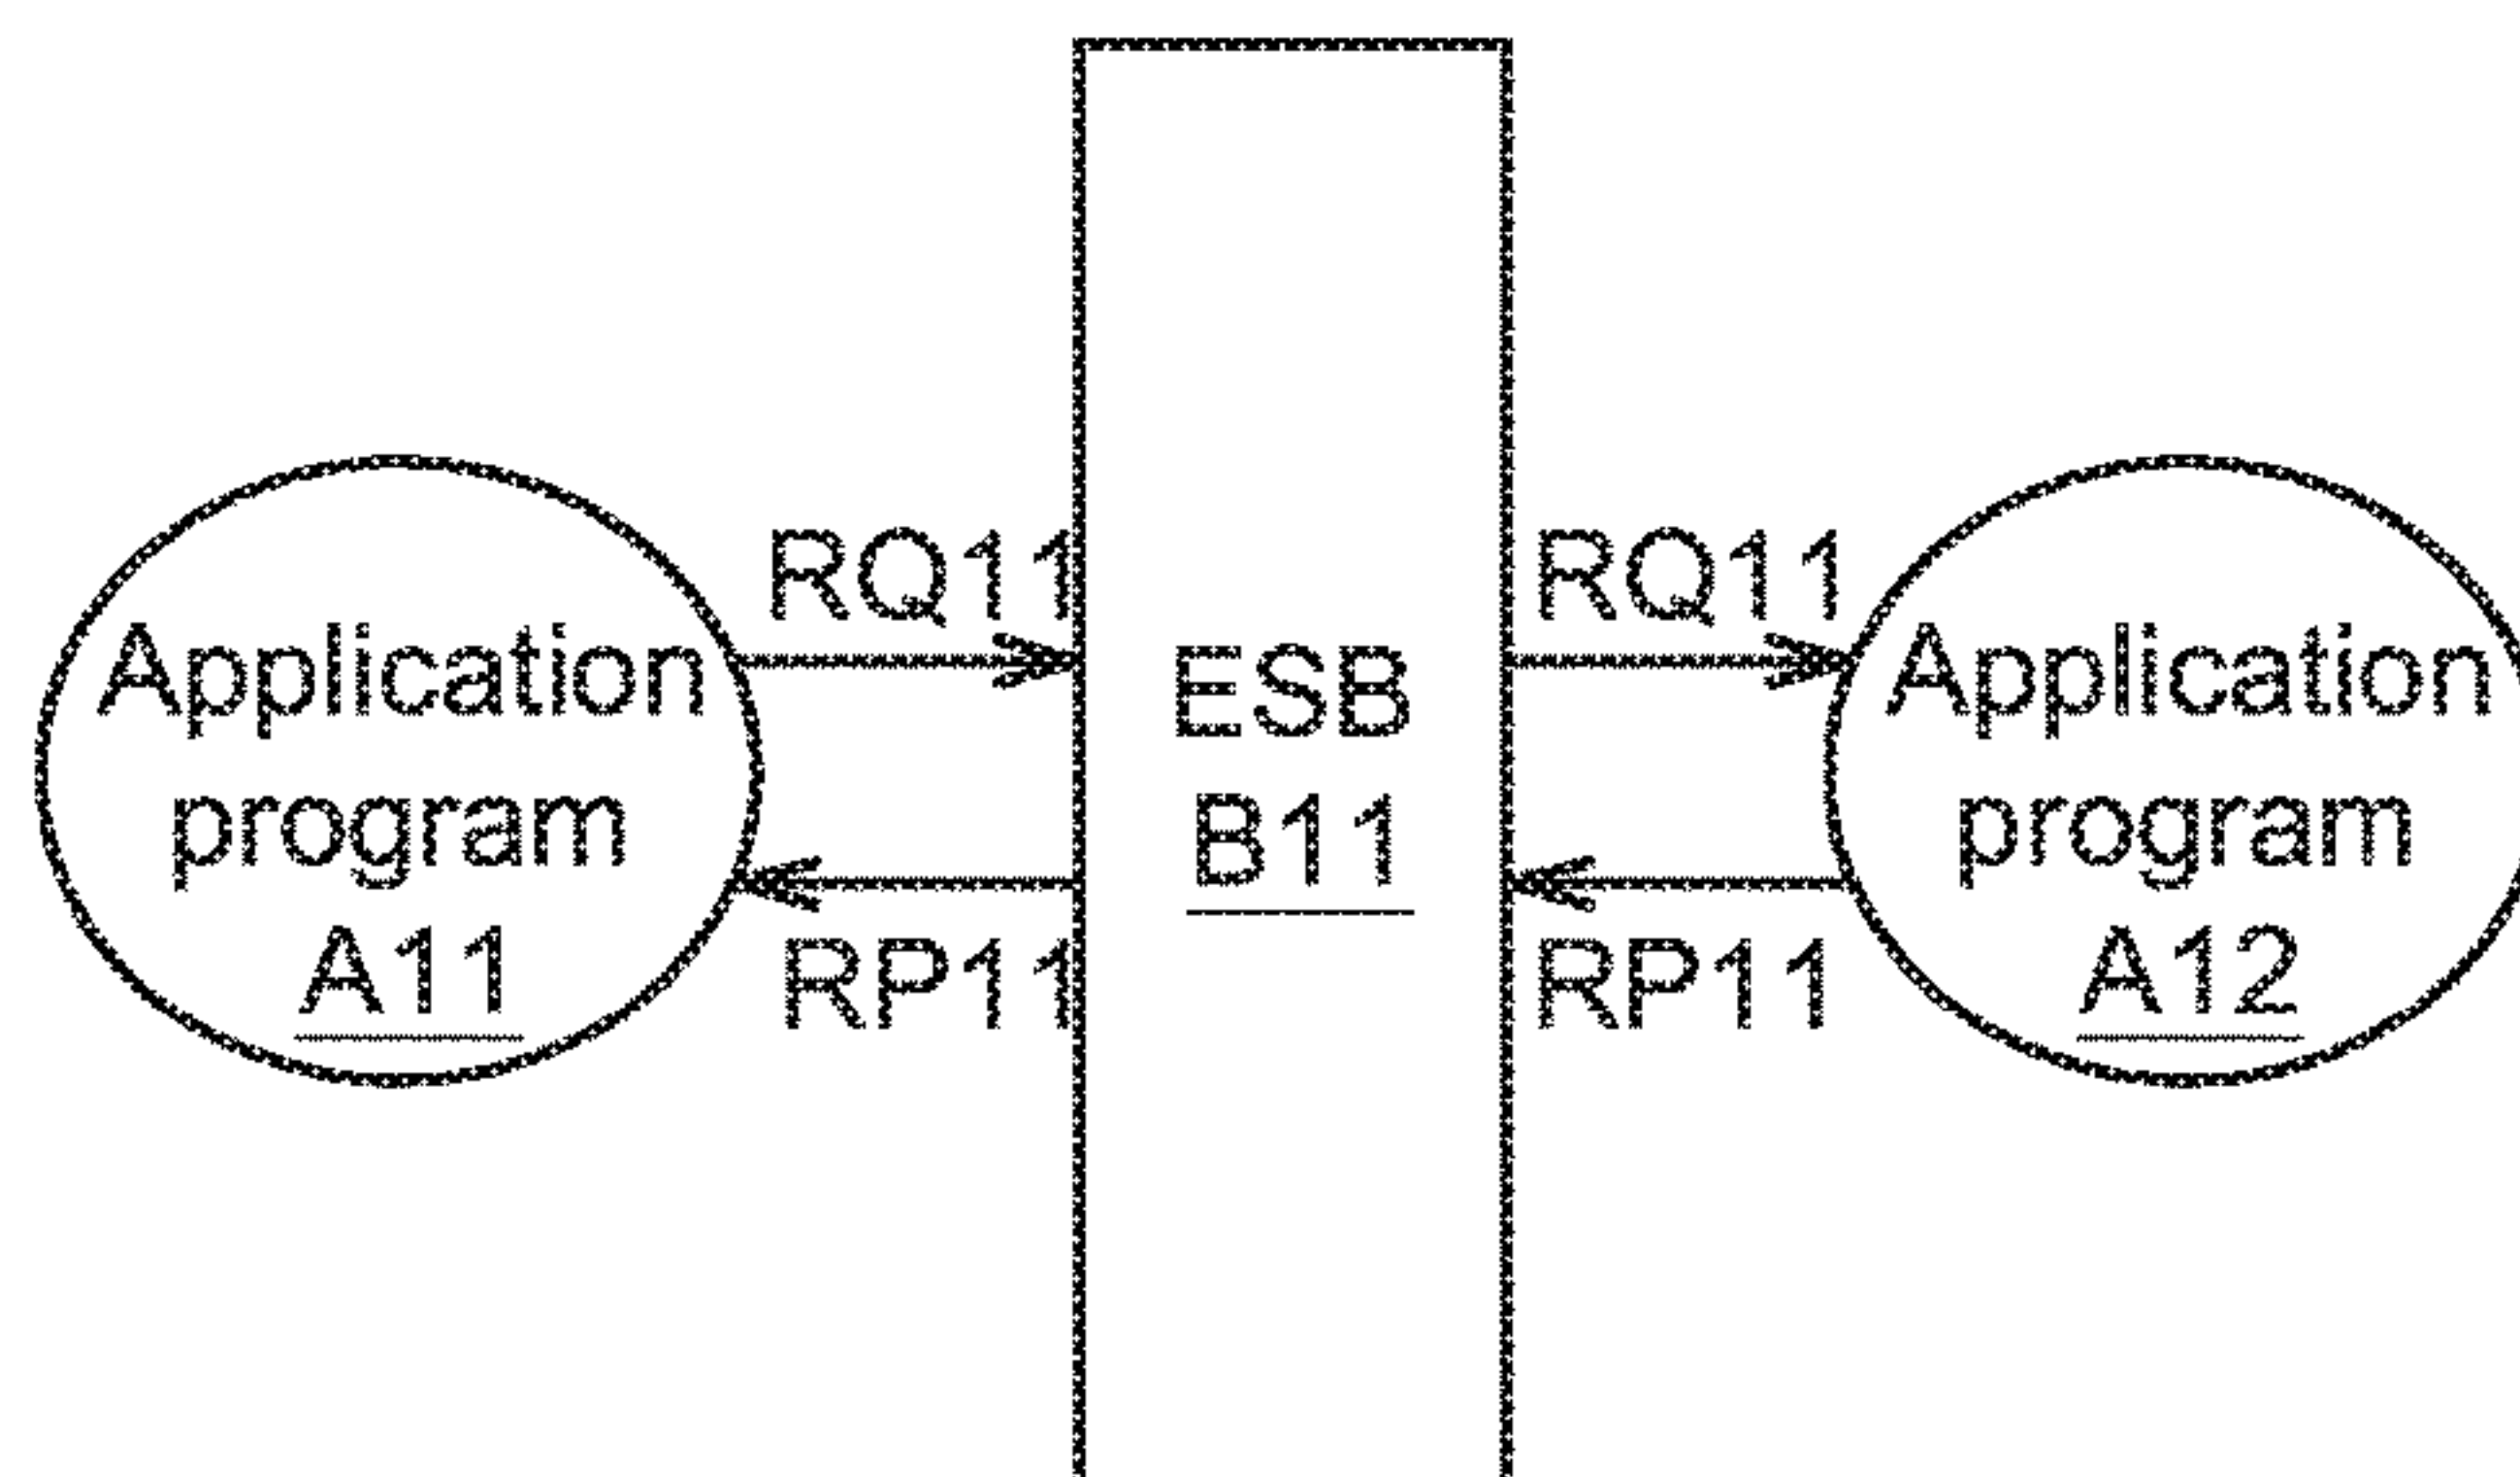 Application
program
A11
RQ11
RP11
ESB
B11
RQ11
RP11
Application
program
A12